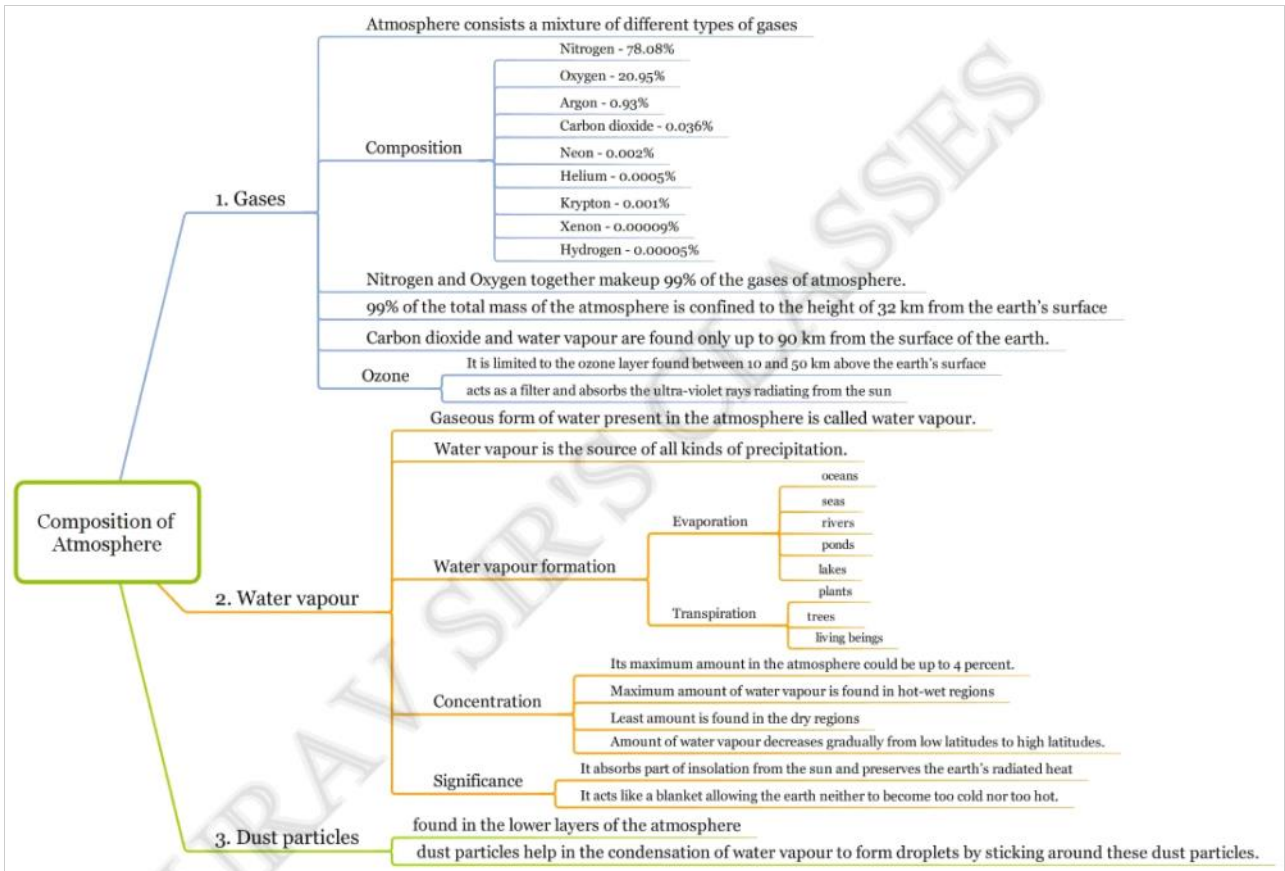 Atmosphere consists a mixture of different types of gases
Nitrogen - 78.08%
Oxygen - 20.95%
Argon - 0.93%
Carbon dioxide - 0.036%
Composition
Neon - 0.002%
Helium - 0.0005%
1. Gases
Krypton - 0.001%
Xenon - 0.00009%
Hydrogen - 0.00005%
Nitrogen and Oxygen together makeup 99% of the gases of atmosphere.
99% of the total mass of the atmosphere is confined to the height of 32 km from the earth's surface
Carbon dioxide and water vapour are found only up to 90 km from the surface of the earth.
Ozone
It is limited to the ozone layer found between 10 and 50 km above the earth's surface
acts as a filter and absorbs the ultra-violet rays radiating from the sun
Gaseous form of water present in the atmosphere is called water vapour.
Water vapour is the source of all kinds of precipitation.
Composition of
Atmosphere
oceans
seas
Evaporation
rivers
ponds
Water vapour formation
lakes
2. Water vapour
plants
Transpiration
trees
living beings
Its maximum amount in the atmosphere could be up to 4 percent.
Maximum amount of water vapour is found in hot-wet regions
Concentration
Least amount is found in the dry regions
Amount of water vapour decreases gradually from low latitudes to high latitudes.
Significance
It absorbs part of insolation from the sun and preserves the earth's radiated heat
It acts like a blanket allowing the earth neither to become too cold nor too hot.
3. Dust particles
found in the lower layers of the atmosphere
dust particles help in the condensation of water vapour to form droplets by sticking around these dust particles.
SIR'S CLASSES